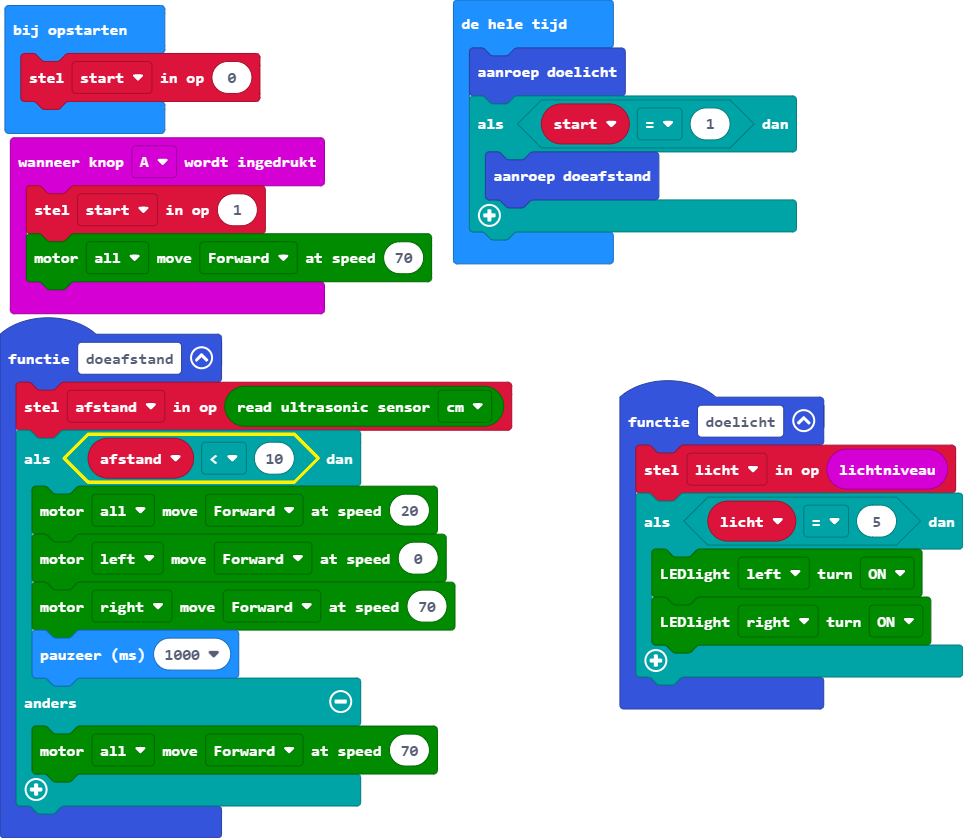 bij opstarten
stel start in op 0
wanneer knop A wordt ingedrukt
stel start in op 1
motor all move Forward at speed 70
de hele tijd
aanroep doelicht
als start = 1 dan
aanroep doeafstand
functie doeafstand
stel afstand in op read ultrasonic sensor cm
als afstand < 10 dan
motor all move Forward at speed 20
motor left move Forward at speed 0
motor right move Forward at speed 70
pauzeer (ms) 1000
anders
motor all move Forward at speed 70
functie doelicht
stel licht in op lichtniveau
als licht = 5 dan
LEDlight left turn ON
LEDlight right turn ON